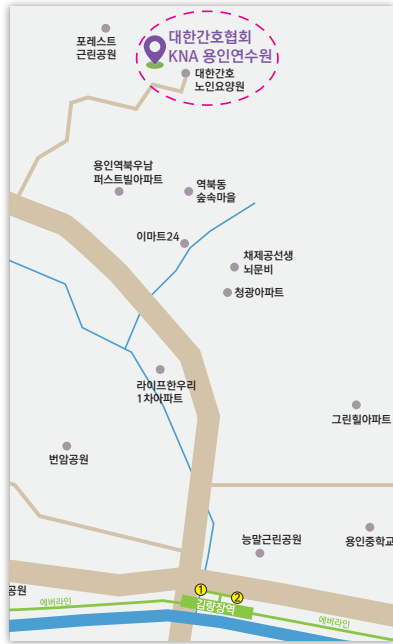 대한간호협회
KNA 용인연수원
포레스트
근린공원
대한간호
노인요양원
용인역북우남
퍼스트빌아파트
역북동
숲속마을
이마트24
채제공선생
뇌문비
청광아파트
라이프한우리
1차아파트
그린힐아파트
번암공원
능말근린공원
용인중학교
공원
에버라인
①
②
김량장역
에버라인